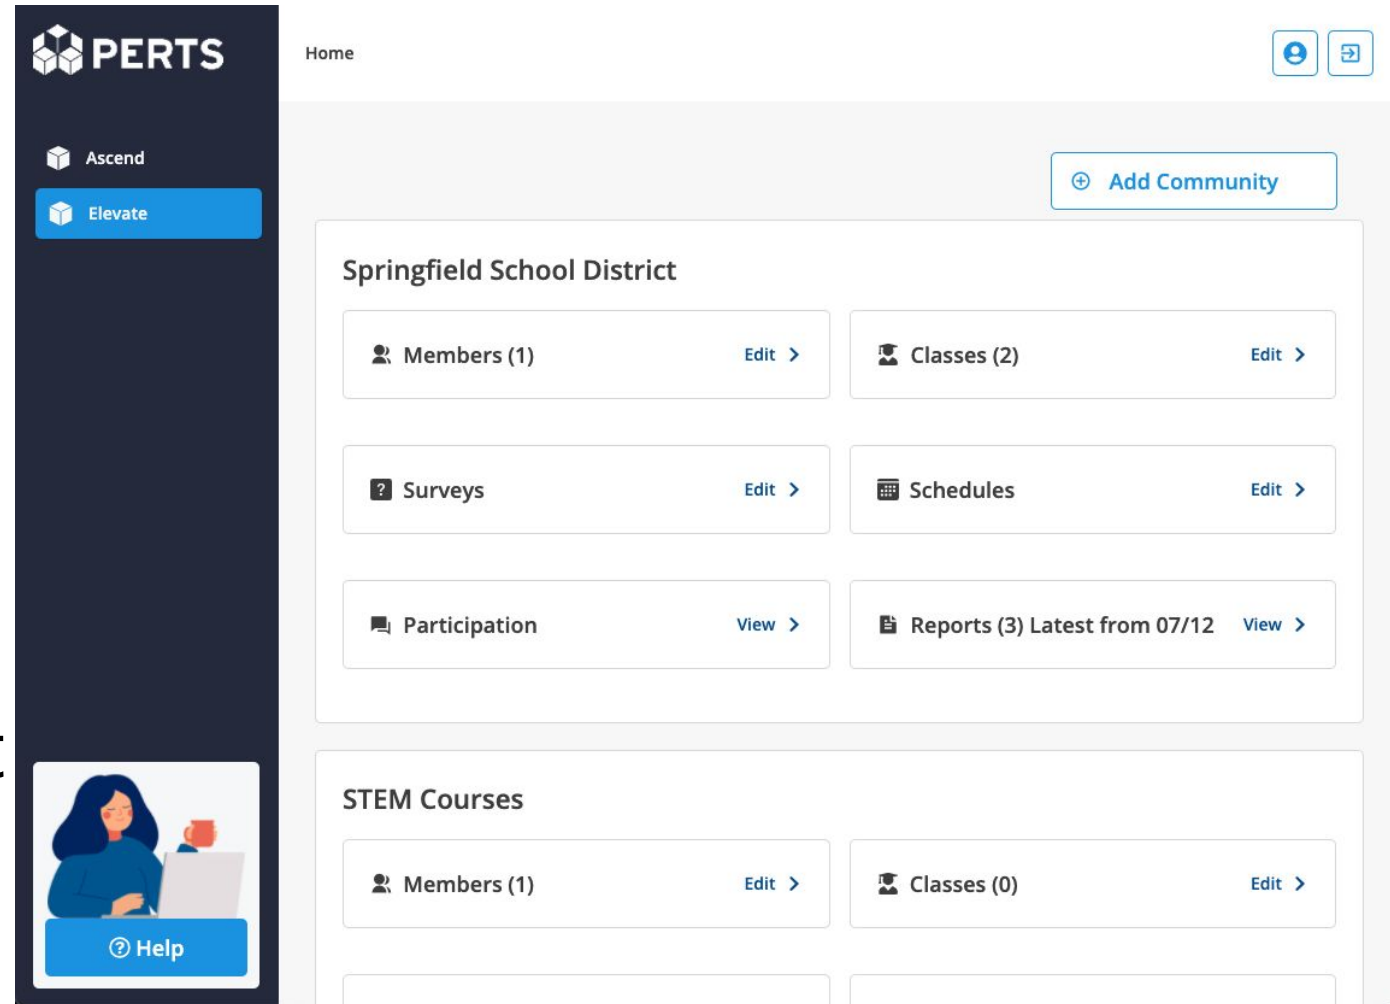 PERTS
Home
Ascend
Elevate
Add Community
Springfield School District
Members (1) Edit
Classes (2) Edit
Surveys Edit
Schedules Edit
Participation View
Reports (3) Latest from 07/12 View
STEM Courses
Members (1) Edit
Classes (0) Edit
? Help